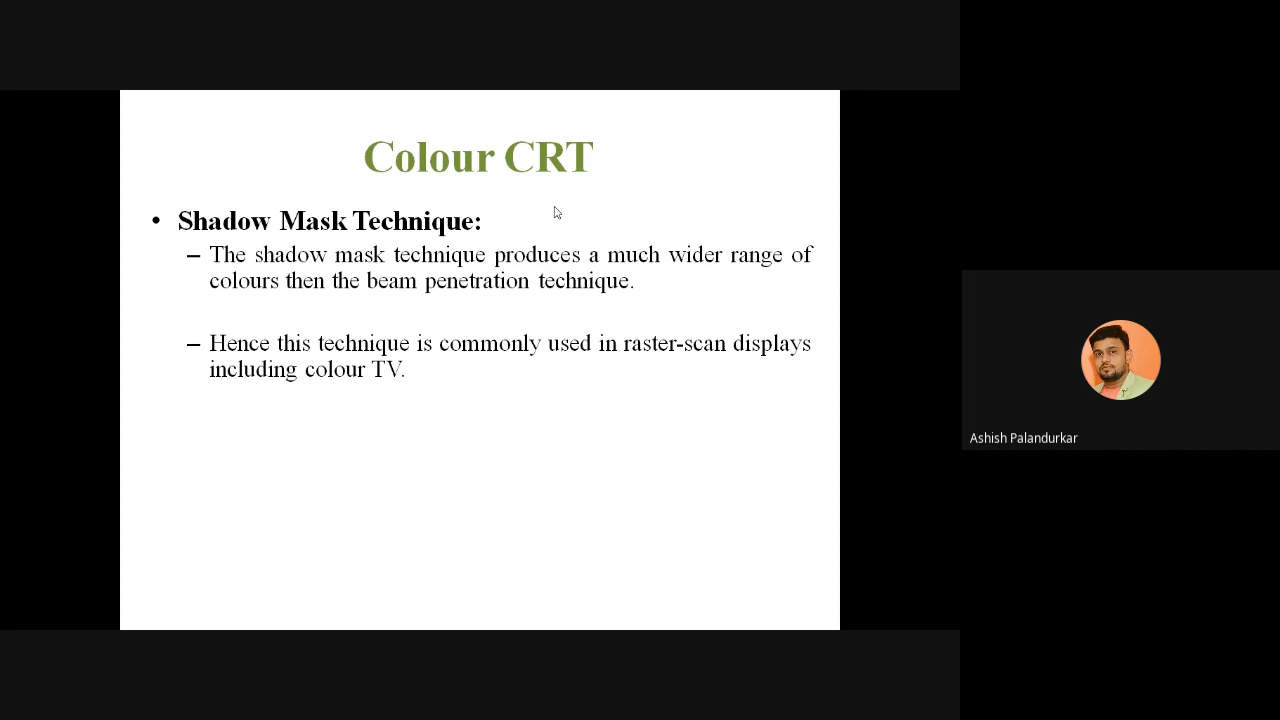 Colour CRT
• Shadow Mask Technique:
– The shadow mask technique produces a much wider range of
colours then the beam penetration technique.
– Hence this technique is commonly used in raster-scan displays
including colour TV.
Ashish Palandurkar